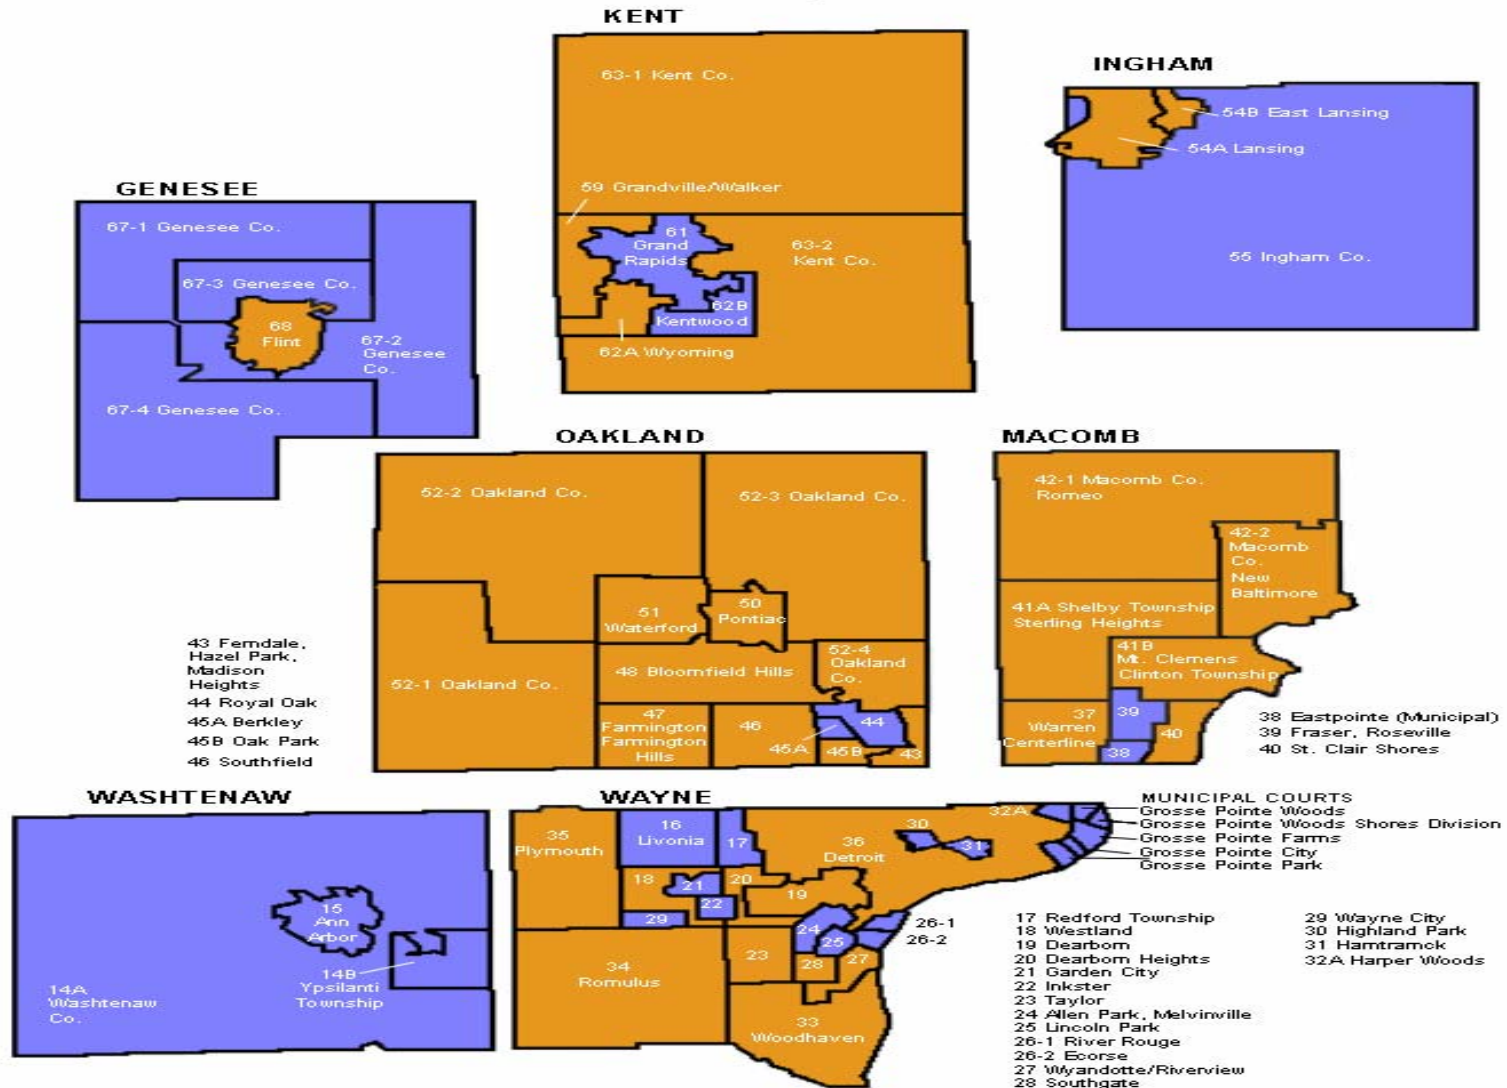 KENT
63-1 Kent Co.
59 Grandville/Walker
61
Grand
Rapids
63-2
Kent Co.
62B
Kentwood
62A Wyoming
INGHAM
54B East Lansing
54A Lansing
55 Ingham Co.
GENESEE
67-1 Genesee Co.
67-3 Genesee Co.
68
Flint
67-2
Genesee
Co.
67-4 Genesee Co.
OAKLAND
52-2 Oakland Co.
52-3 Oakland Co.
51
Waterford
50
Pontiac
52-1 Oakland Co.
48 Bloomfield Hills
52-4
Oakland
Co.
47
Farmington
Farmington
Hills
46
45A
44
45B
43
43 Ferndale,
Hazel Park,
Madison
Heights
44 Royal Oak
45A Berkley
45B Oak Park
46 Southfield
MACOMB
42-1 Macomb Co.
Romeo
42-2
Macomb
Co.
New
Baltimore
41A Shelby Township
Sterling Heights
41B
Mt. Clemens
Clinton Township
37
Warren
Centerline
39
38
40
38 Eastpointe (Municipal)
39 Fraser, Roseville
40 St. Clair Shores
WASHTENAW
15
Ann
Arbor
14B
Ypsilanti
Township
14A
Washtenaw
Co.
WAYNE
35
Plymouth
16
Livonia
17
36
Detroit
30
31
32A
18
21
20
19
22
29
24
25
26-1
26-2
23
28
27
34
Romulus
33
Woodhaven
MUNICIPAL COURTS
Grosse Pointe Woods
Grosse Pointe Woods Shores Division
Grosse Pointe Farms
Grosse Pointe City
Grosse Pointe Park
17 Redford Township
18 Westland
19 Dearborn
20 Dearborn Heights
21 Garden City
22 Inkster
23 Taylor
24 Allen Park, Melvinville
25 Lincoln Park
26-1 River Rouge
26-2 Ecorse
27 Wyandotte/Riverview
28 Southgate
29 Wayne City
30 Highland Park
31 Hamtramck
32A Harper Woods